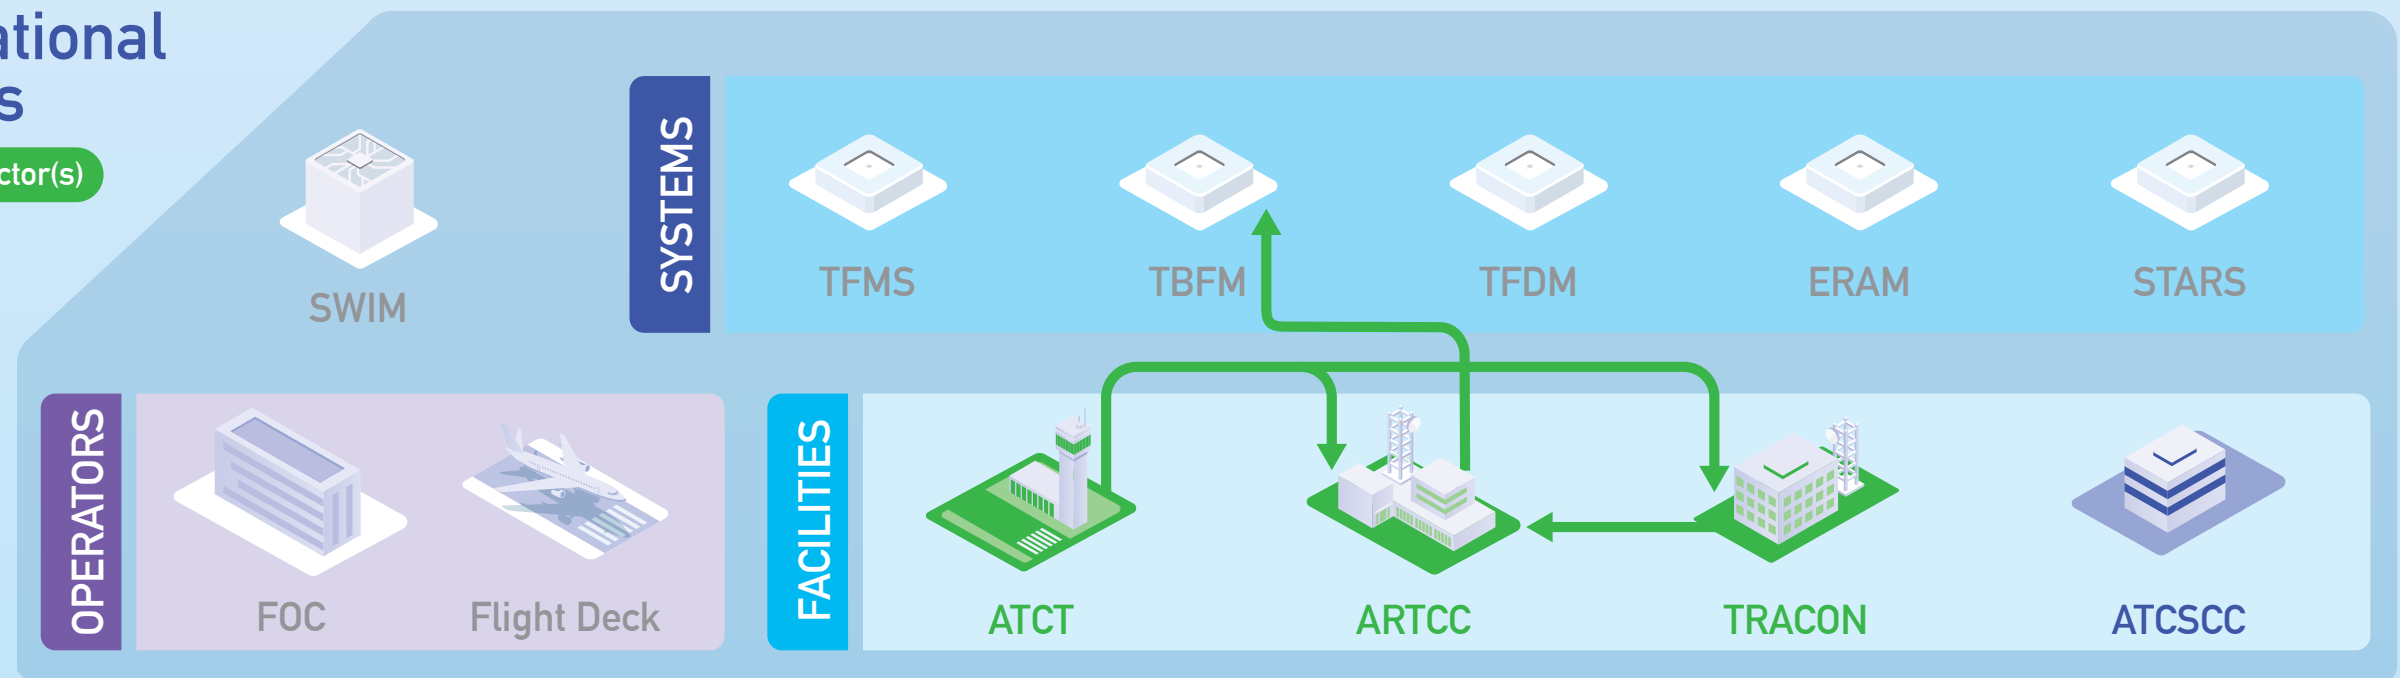 ational
s
ctor(s)
SYSTEMS
SWIM
TFMS
TBFM
TFDM
ERAM
STARS
OPERATORS
FOC
Flight Deck
FACILITIES
ATCT
ARTCC
TRACON
ATCSCC